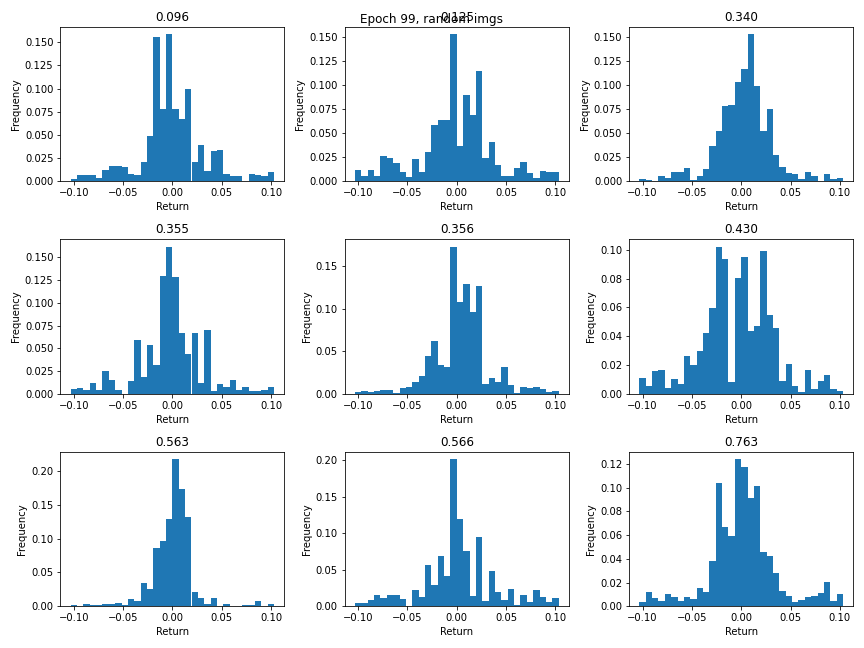 Epoch 99, random imgs
0.096 0.125 0.340
0.150 0.150 0.150
0.125 0.125 0.125
0.100 0.100 0.100
0.075 0.075 0.075
0.050 0.050 0.050
0.025 0.025 0.025
0.000 0.000 0.000
Frequency Frequency Frequency
−0.10 −0.05 0.00 0.05 0.10 −0.10 −0.05 0.00 0.05 0.10 −0.10 −0.05 0.00 0.05 0.10
Return Return Return
0.355 0.356 0.430
0.150 0.15 0.10
0.125 0.10 0.08
0.100 0.05 0.06
0.075 0.00 0.04
0.050 0.02
0.025 0.00
0.000
Frequency Frequency Frequency
−0.10 −0.05 0.00 0.05 0.10 −0.10 −0.05 0.00 0.05 0.10 −0.10 −0.05 0.00 0.05 0.10
Return Return Return
0.563 0.566 0.763
0.20 0.20 0.12
0.15 0.15 0.10
0.10 0.10 0.08
0.05 0.05 0.06
0.00 0.00 0.04
0.02
0.00
Frequency Frequency Frequency
−0.10 −0.05 0.00 0.05 0.10 −0.10 −0.05 0.00 0.05 0.10 −0.10 −0.05 0.00 0.05 0.10
Return Return Return